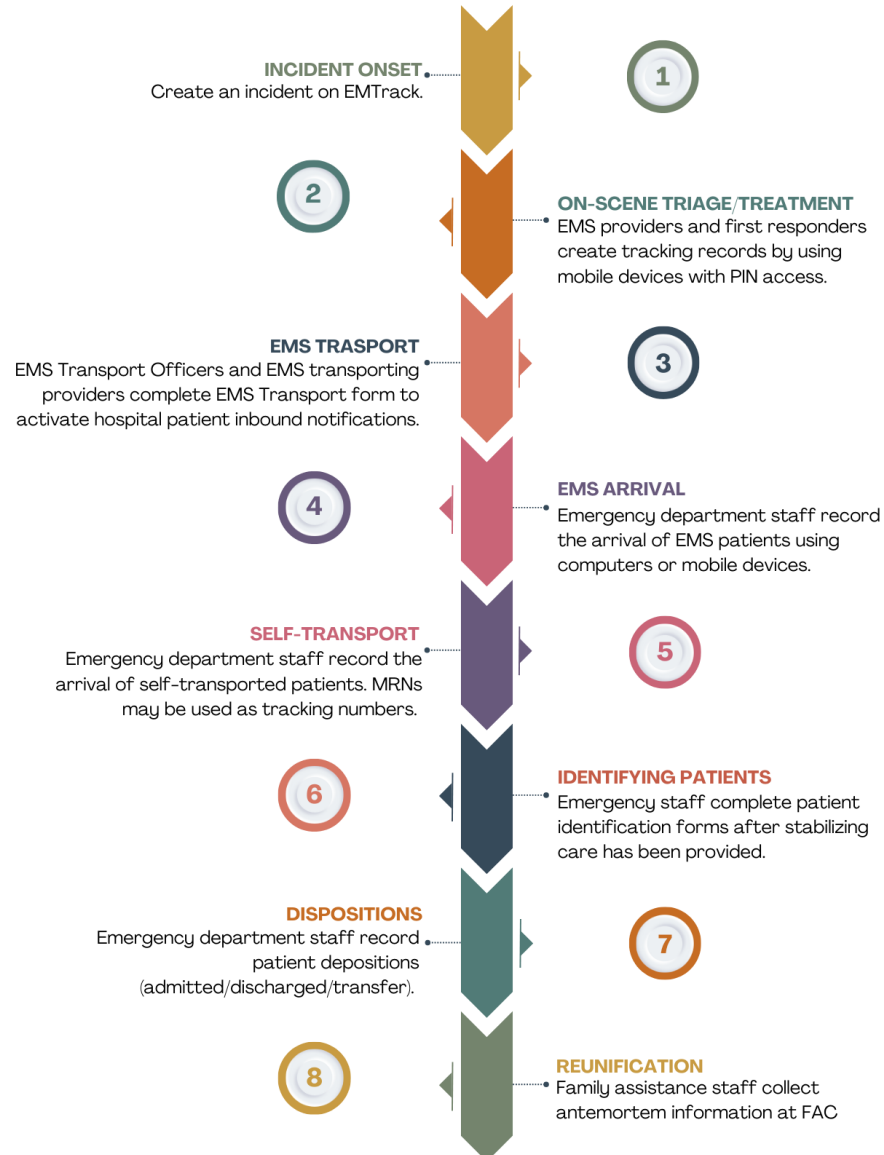 INCIDENT ONSET
Create an incident on EMTrack.
1
2
ON-SCENE TRIAGE/TREATMENT
EMS providers and first responders
create tracking records by using
mobile devices with PIN access.
EMS TRASPORT
EMS Transport Officers and EMS transporting
providers complete EMS Transport form to
activate hospital patient inbound notifications.
3
4
EMS ARRIVAL
Emergency department staff record
the arrival of EMS patients using
computers or mobile devices.
SELF-TRANSPORT
Emergency department staff record the
arrival of self-transported patients. MRNs
may be used as tracking numbers.
5
6
IDENTIFYING PATIENTS
Emergency staff complete patient
identification forms after stabilizing
care has been provided.
DISPOSITIONS
Emergency department staff record
patient depositions
(admitted/discharged/transfer).
7
8
REUNIFICATION
Family assistance staff collect
antemortem information at FAC